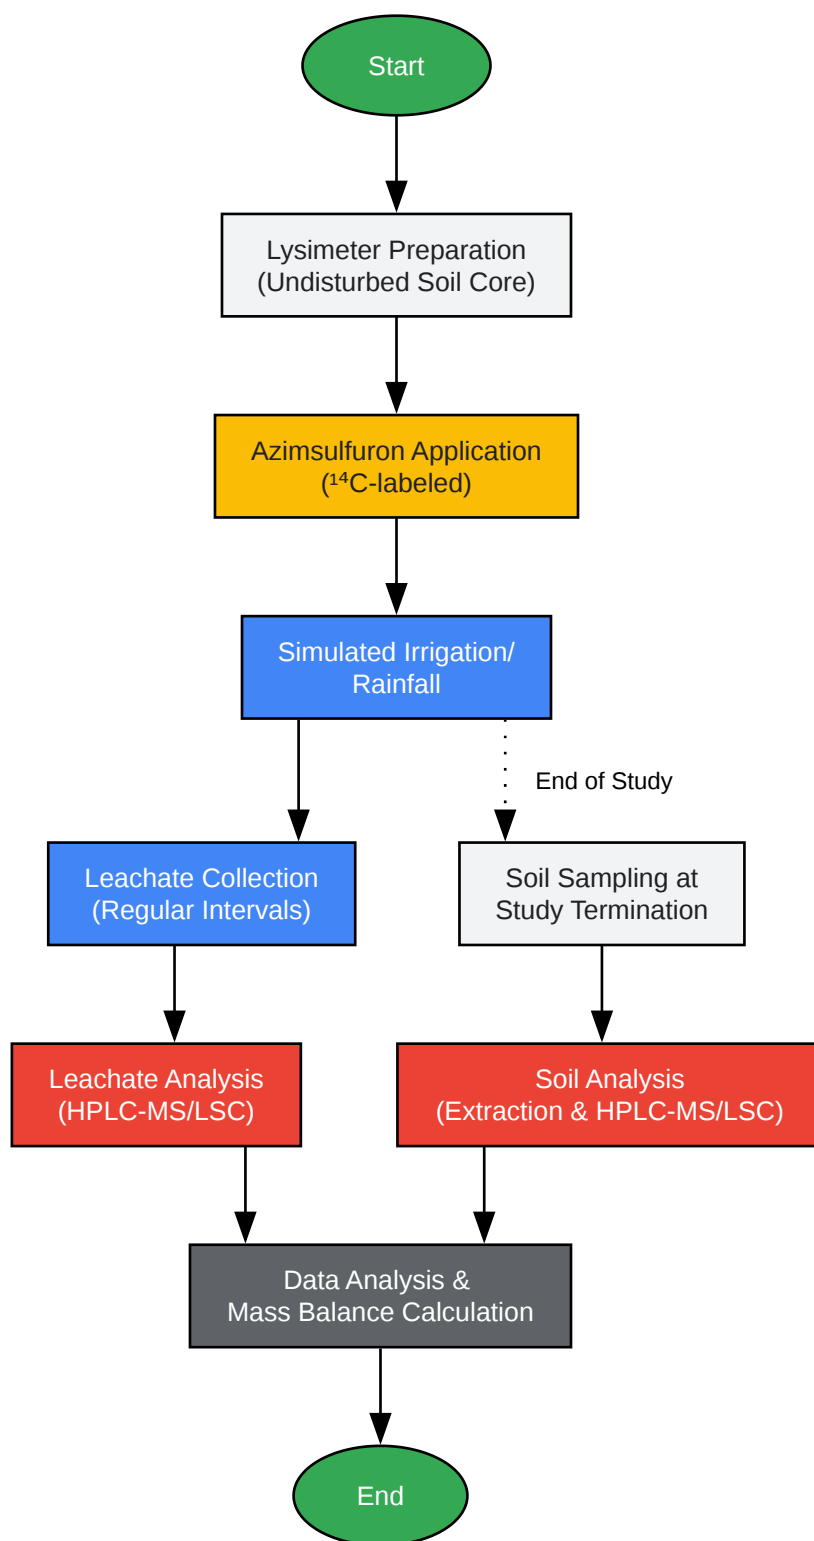 Start
Lysimeter Preparation
(Undisturbed Soil Core)
Azimsulfuron Application
(¹⁴C-labeled)
Simulated Irrigation/
Rainfall
End of Study
Leachate Collection
(Regular Intervals)
Soil Sampling at
Study Termination
Leachate Analysis
(HPLC-MS/LSC)
Soil Analysis
(Extraction & HPLC-MS/LSC)
Data Analysis &
Mass Balance Calculation
End